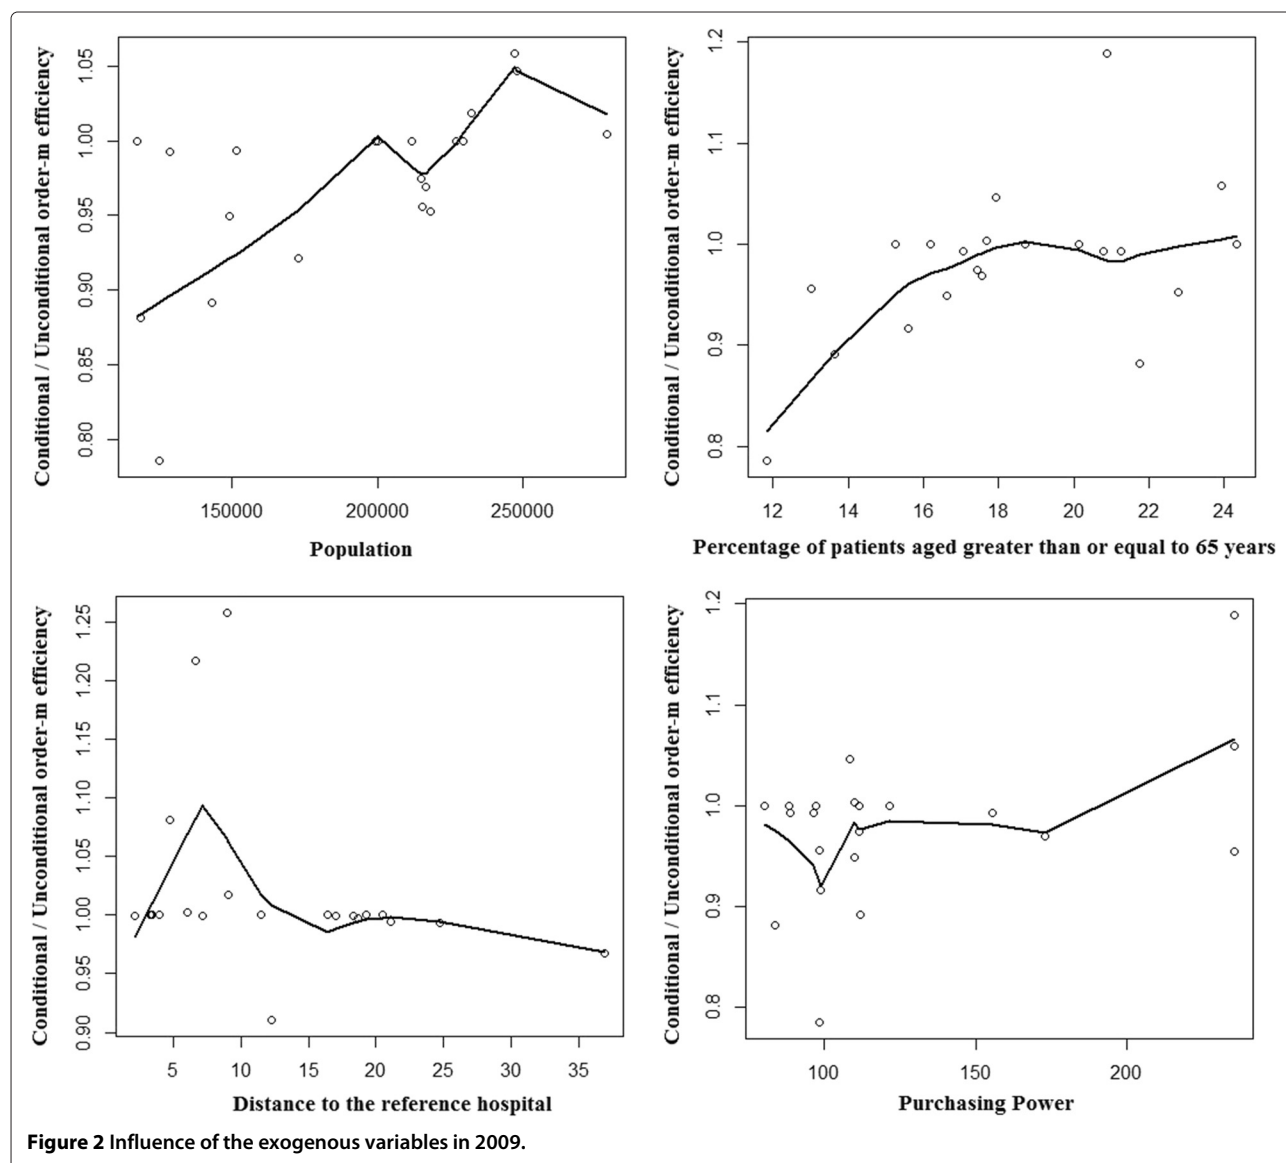 Conditional / Unconditional order-m efficiency
1.05
1.00
0.95
0.90
0.85
0.80
150000 200000 250000
Population
Conditional / Unconditional order-m efficiency
1.2
1.1
1.0
0.9
0.8
12 14 16 18 20 22 24
Percentage of patients aged greater than or equal to 65 years
Conditional / Unconditional order-m efficiency
1.25
1.20
1.15
1.10
1.05
1.00
0.95
0.90
5 10 15 20 25 30 35
Distance to the reference hospital
Conditional / Unconditional order-m efficiency
1.2
1.1
1.0
0.9
0.8
100 150 200
Purchasing Power
Figure 2 Influence of the exogenous variables in 2009.